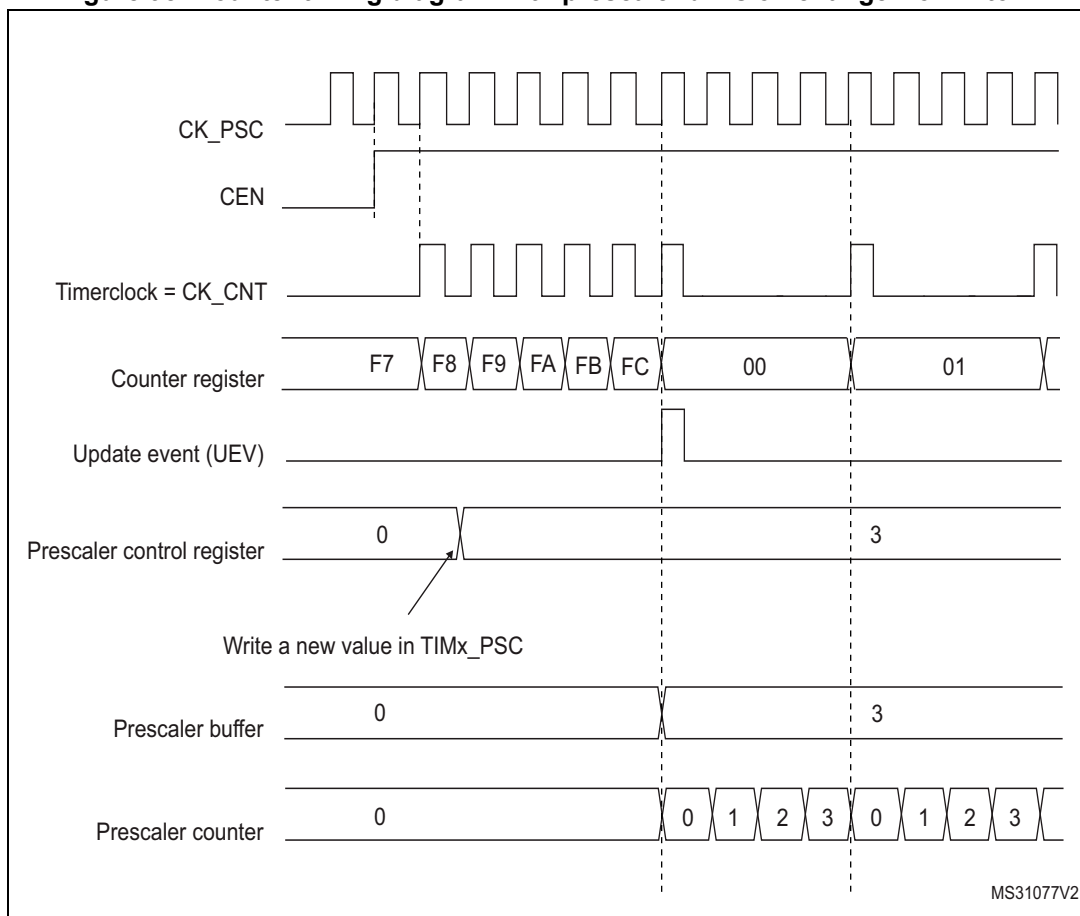 CK_PSC
CEN
Timerclock = CK_CNT
Counter register
F7 F8 F9 FA FB FC 00 01
Update event (UEV)
Prescaler control register
0 3
Write a new value in TIMx_PSC
Prescaler buffer
0 3
Prescaler counter
0 0 1 2 3 0 1 2 3
MS31077V2